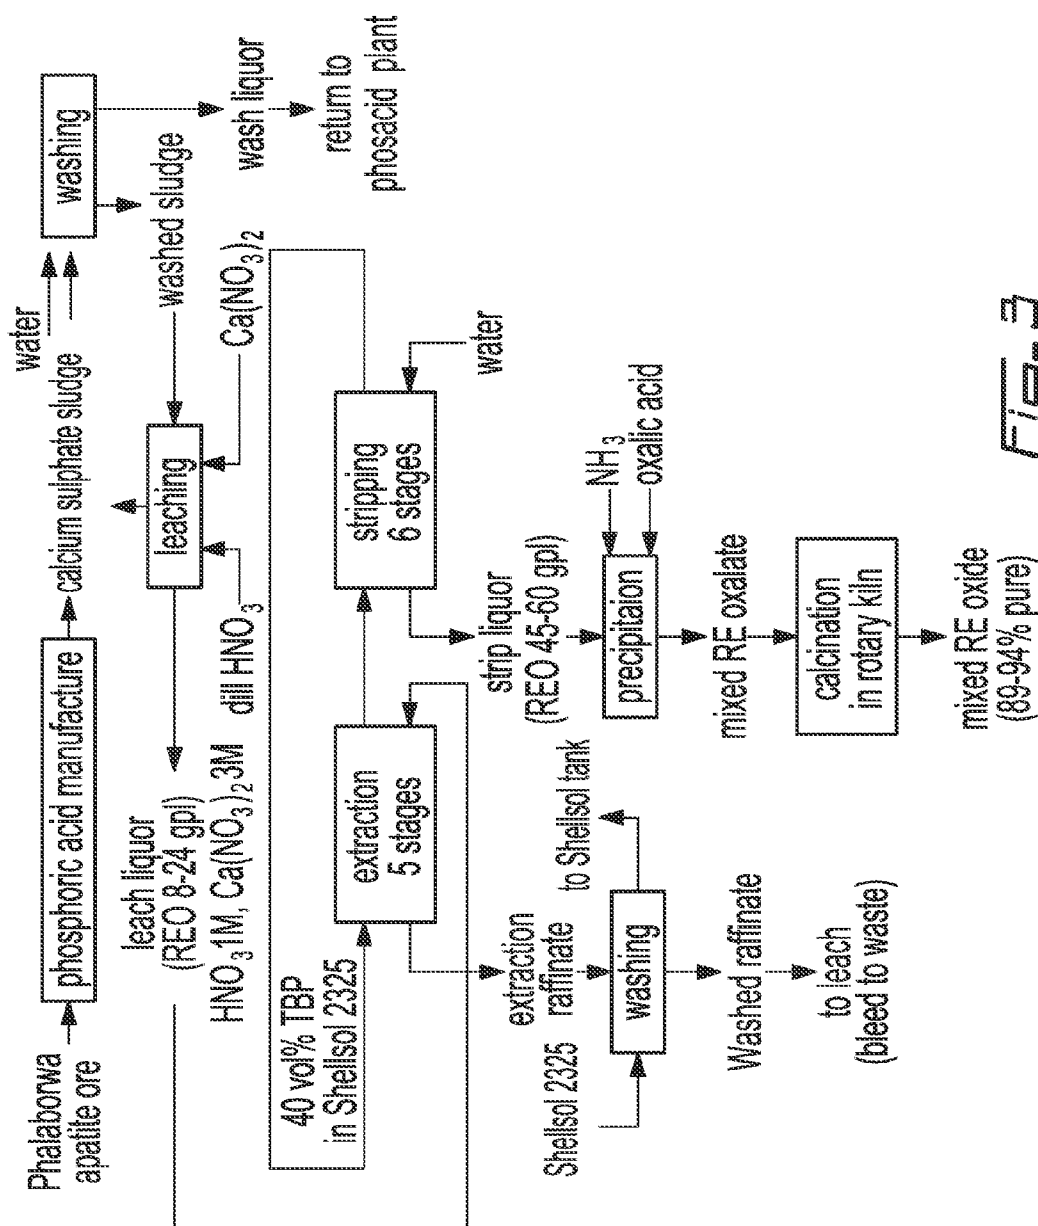 Phalaborwa
apatite ore
phosphoric acid manufacture
calcium sulphate sludge
water
washing
washed sludge
wash liquor
return to
phosacid plant
leaching
dill HNO3
Ca(NO3)2
leach liquor
(REO 8-24 gpl)
HNO3 1M, Ca(NO3)2 3M
40 vol% TBP
in Shellsol 2325
extraction
5 stages
stripping
6 stages
water
extraction
raffinate
Shellsol 2325
washing
to Shellsol tank
Washed raffinate
to leach
(bleed to waste)
strip liquor
(REO 45-60 gpl)
precipitaion
NH3
oxalic acid
mixed RE oxalate
calcination
in rotary kiln
mixed RE oxide
(89-94% pure)
Fig. 3